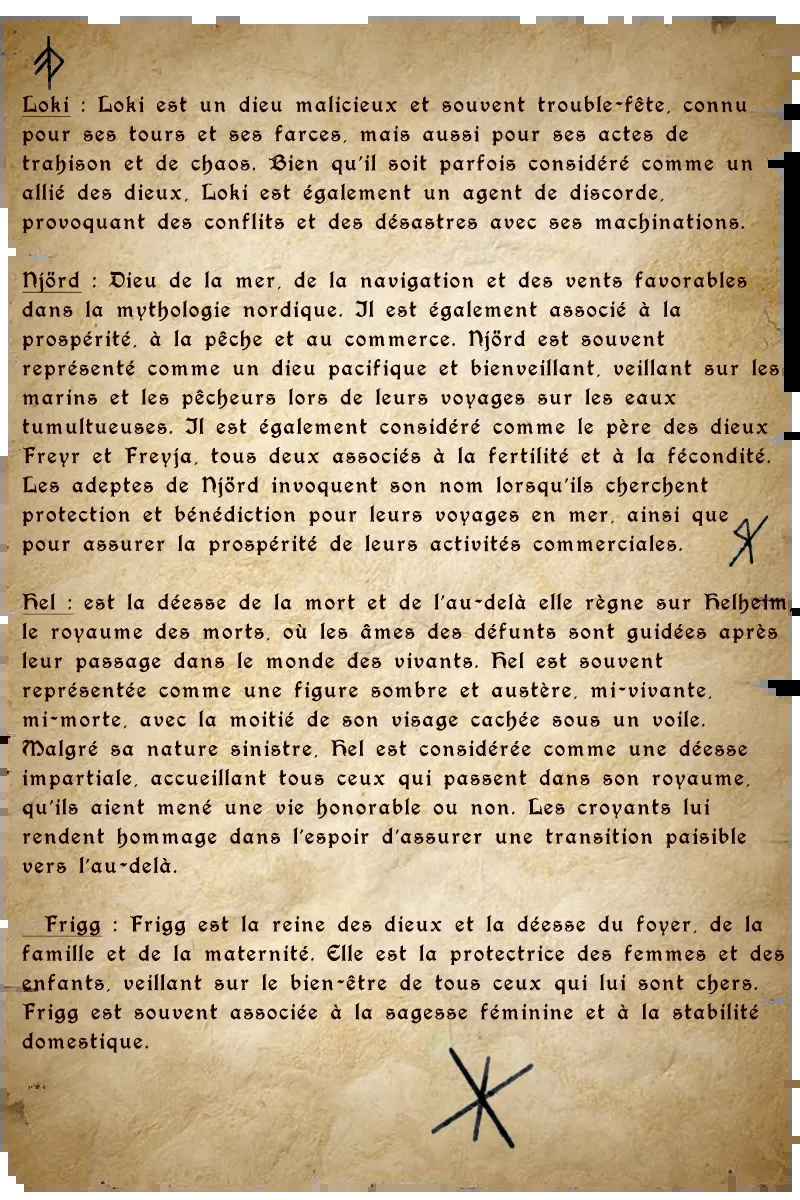 Loki : Loki est un dieu malicieux et souvent trouble-fête, connu
pour ses tours et ses farces, mais aussi pour ses actes de
trahison et de chaos. Bien qu'il soit parfois considéré comme un
allié des dieux, Loki est également un agent de discorde,
provoquant des conflits et des désastres avec ses machinations.
Njörd : Dieu de la mer, de la navigation et des vents favorables
dans la mythologie nordique. Il est également associé à la
prospérité, à la pêche et au commerce. Njörd est souvent
représenté comme un dieu pacifique et bienveillant, veillant sur les
marins et les pêcheurs lors de leurs voyages sur les eaux
tumultueuses. Il est également considéré comme le père des dieux
Freyr et Freyja, tous deux associés à la fertilité et à la fécondité.
Les adeptes de Njörd invoquent son nom lorsqu'ils cherchent
protection et bénédiction pour leurs voyages en mer, ainsi que
pour assurer la prospérité de leurs activités commerciales.
Hel : est la déesse de la mort et de l'au-delà elle règne sur Helheim,
le royaume des morts, où les âmes des défunts sont guidées après
leur passage dans le monde des vivants. Hel est souvent
représentée comme une figure sombre et austère, mi-vivante,
mi-morte, avec la moitié de son visage cachée sous un voile.
Malgré sa nature sinistre, Hel est considérée comme une déesse
impartiale, accueillant tous ceux qui passent dans son royaume,
qu'ils aient mené une vie honorable ou non. Les croyants lui
rendent hommage dans l'espoir d'assurer une transition paisible
vers l'au-delà.
Frigg : Frigg est la reine des dieux et la déesse du foyer, de la
famille et de la maternité. Elle est la protectrice des femmes et des
enfants, veillant sur le bien-être de tous ceux qui lui sont chers.
Frigg est souvent associée à la sagesse féminine et à la stabilité
domestique.